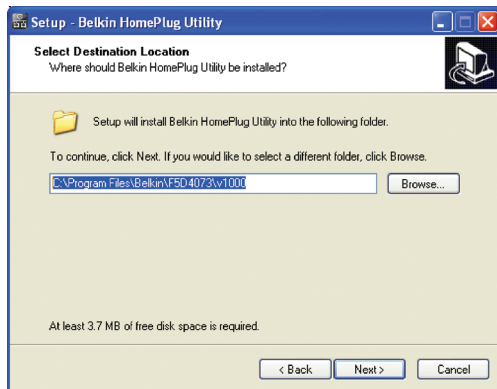 Setup - Belkin HomePlug Utility
Select Destination Location
Where should Belkin HomePlug Utility be installed?
Setup will install Belkin HomePlug Utility into the following folder.
To continue, click Next. If you would like to select a different folder, click Browse.
C:\Program Files\Belkin\F5D4073\v1000
Browse...
At least 3.7 MB of free disk space is required.
< Back
Next >
Cancel